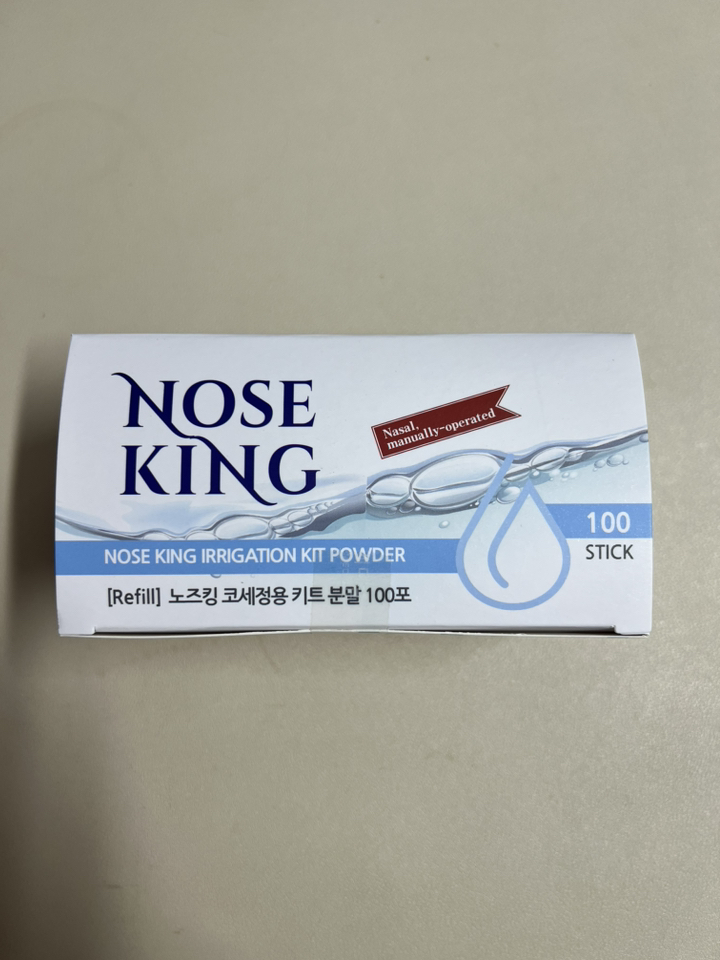 NOSE
KING
Nasal,
manually-operated
NOSE KING IRRIGATION KIT POWDER
100
STICK
[Refill] 노즈킹 코세정용 키트 분말 100포